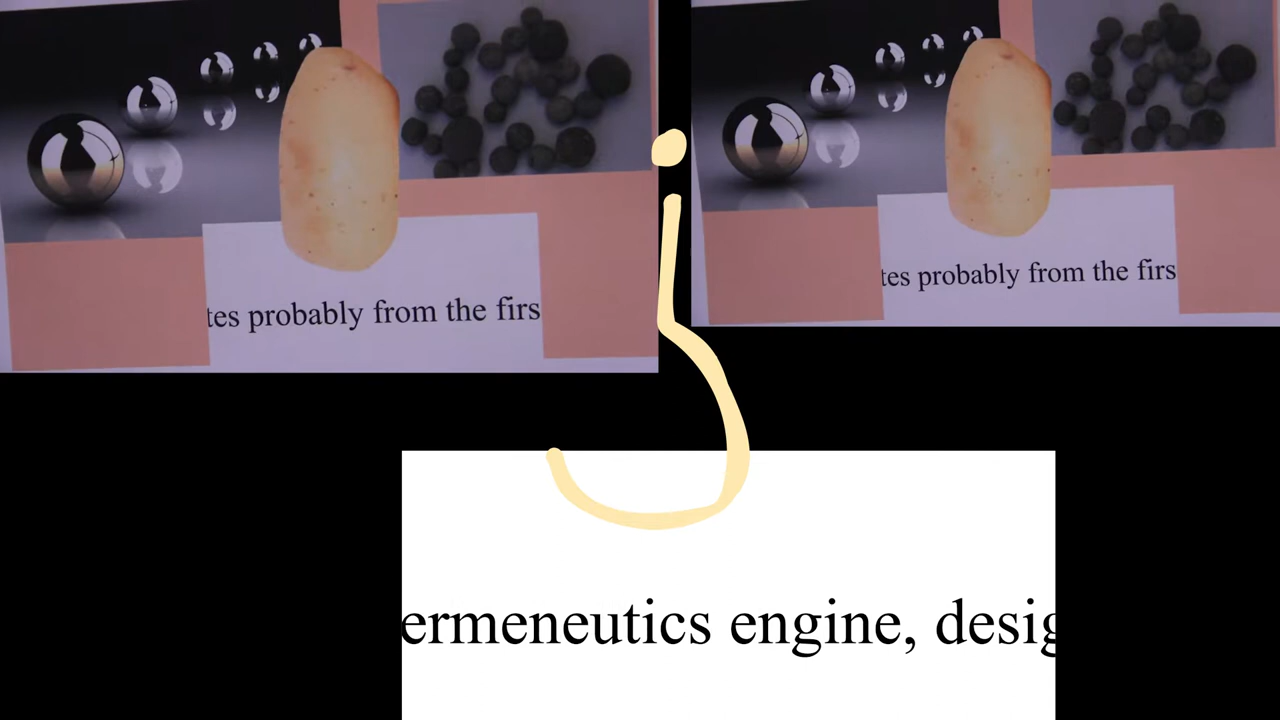 tes probably from the firs
tes probably from the firs
ermeneutics engine, desig